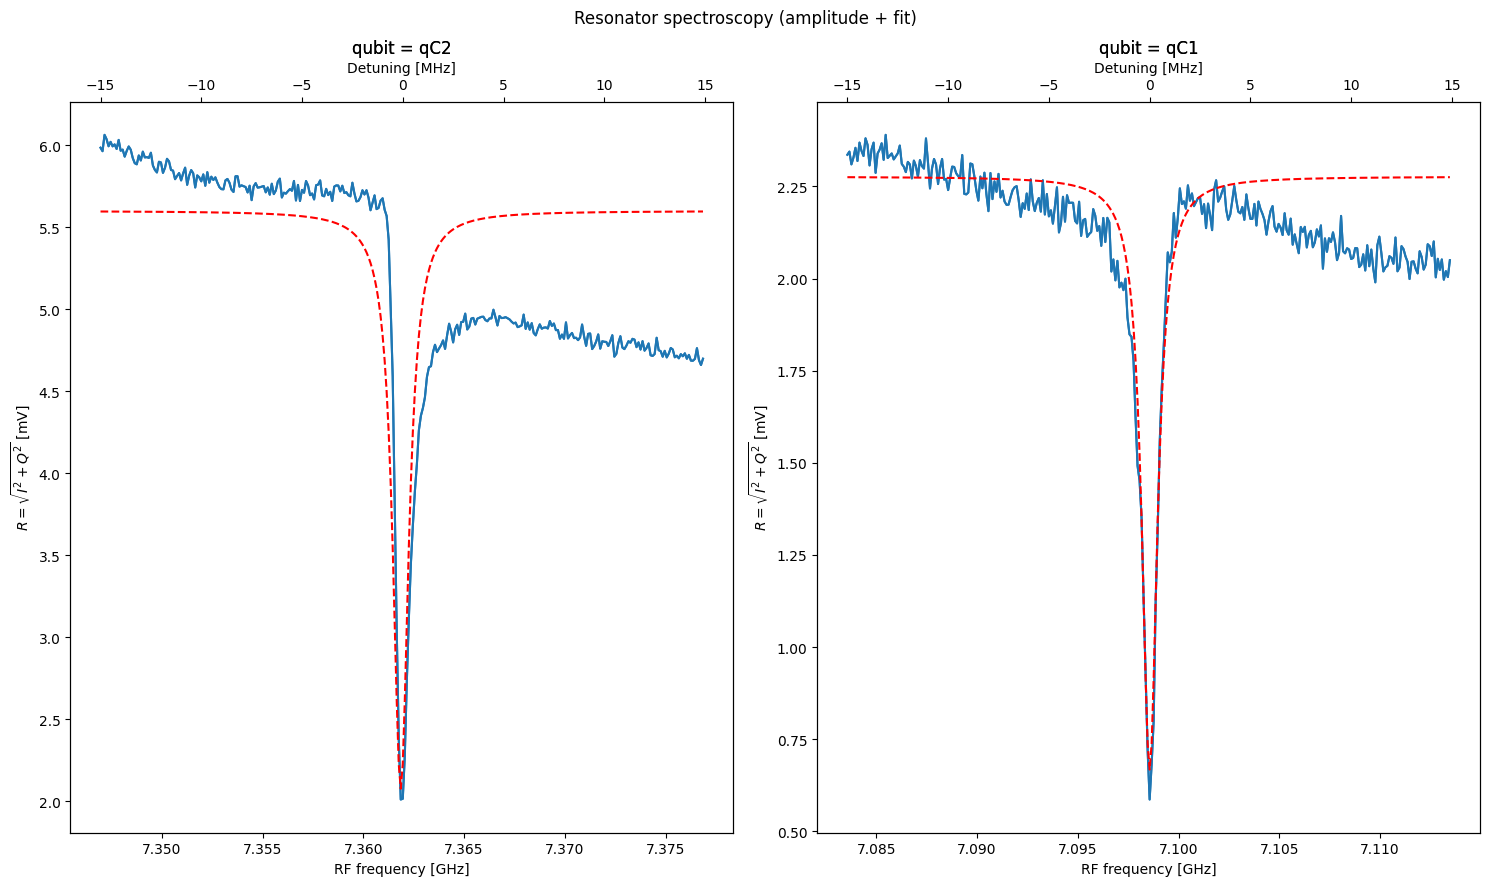 Resonator spectroscopy (amplitude + fit)
qubit = qC2
Detuning [MHz]
−15 −10 −5 0 5 10 15
6.0
5.5
5.0
4.5
4.0
3.5
3.0
2.5
2.0
R = √I² + Q² [mV]
7.350 7.355 7.360 7.365 7.370 7.375
RF frequency [GHz]
qubit = qC1
Detuning [MHz]
−15 −10 −5 0 5 10 15
2.25
2.00
1.75
1.50
1.25
1.00
0.75
0.50
R = √I² + Q² [mV]
7.085 7.090 7.095 7.100 7.105 7.110
RF frequency [GHz]